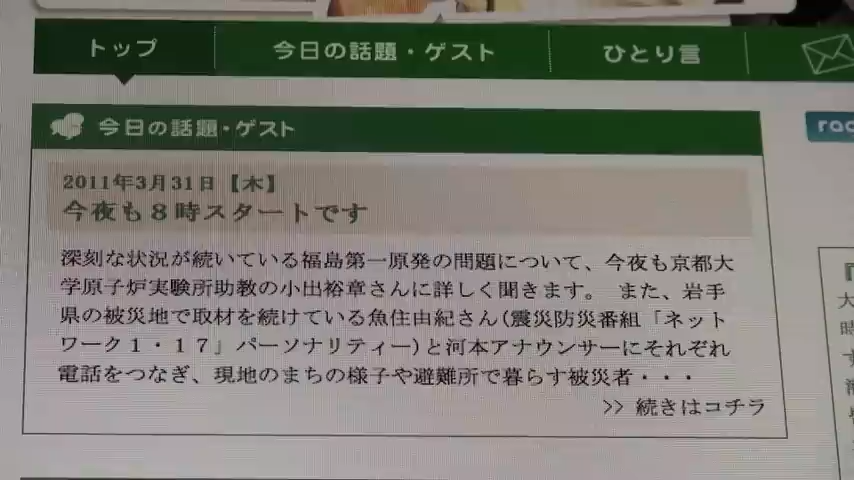 トップ
今日の話題・ゲスト
ひとり言
今日の話題・ゲスト
2011年3月31日【木】
今夜も８時スタートです
深刻な状況が続いている福島第一原発の問題について、今夜も京都大
学原子炉実験所助教の小出裕章さんに詳しく聞きます。 また、岩手
県の被災地で取材を続けている魚住由紀さん(震災防災番組「ネット
ワーク１・１７」パーソナリティー)と河本アナウンサーにそれぞれ
電話をつなぎ、現地のまちの様子や避難所で暮らす被災者・・・
>> 続きはコチラ